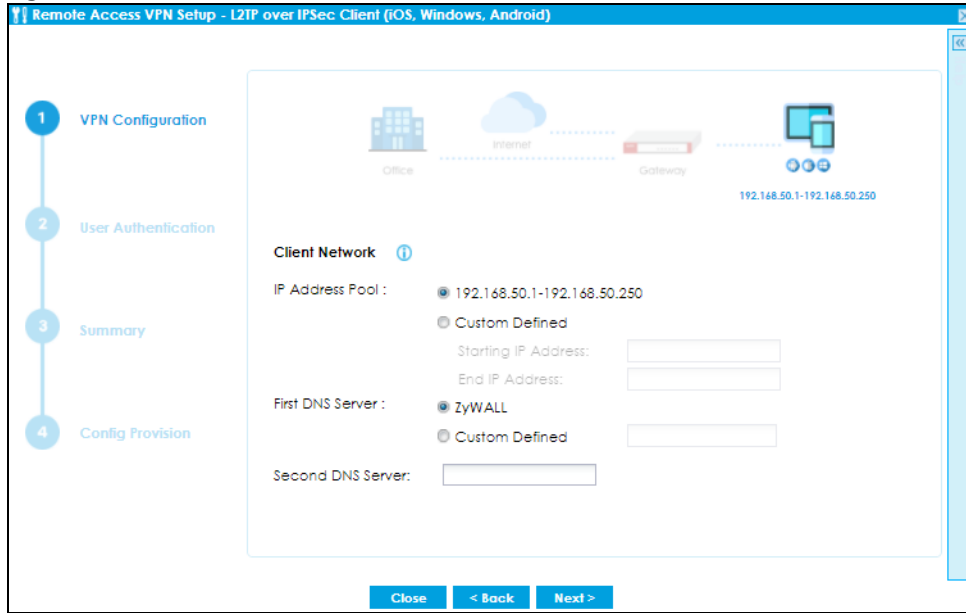 Remote Access VPN Setup - L2TP over IPSec Client (iOS, Windows, Android)
1 VPN Configuration
2 User Authentication
3 Summary
4 Config Provision
Office
Internet
Gateway
192.168.50.1-192.168.50.250
Client Network
IP Address Pool :
192.168.50.1-192.168.50.250
Custom Defined
Starting IP Address:
End IP Address:
First DNS Server :
ZyWALL
Custom Defined
Second DNS Server:
Close
< Back
Next >